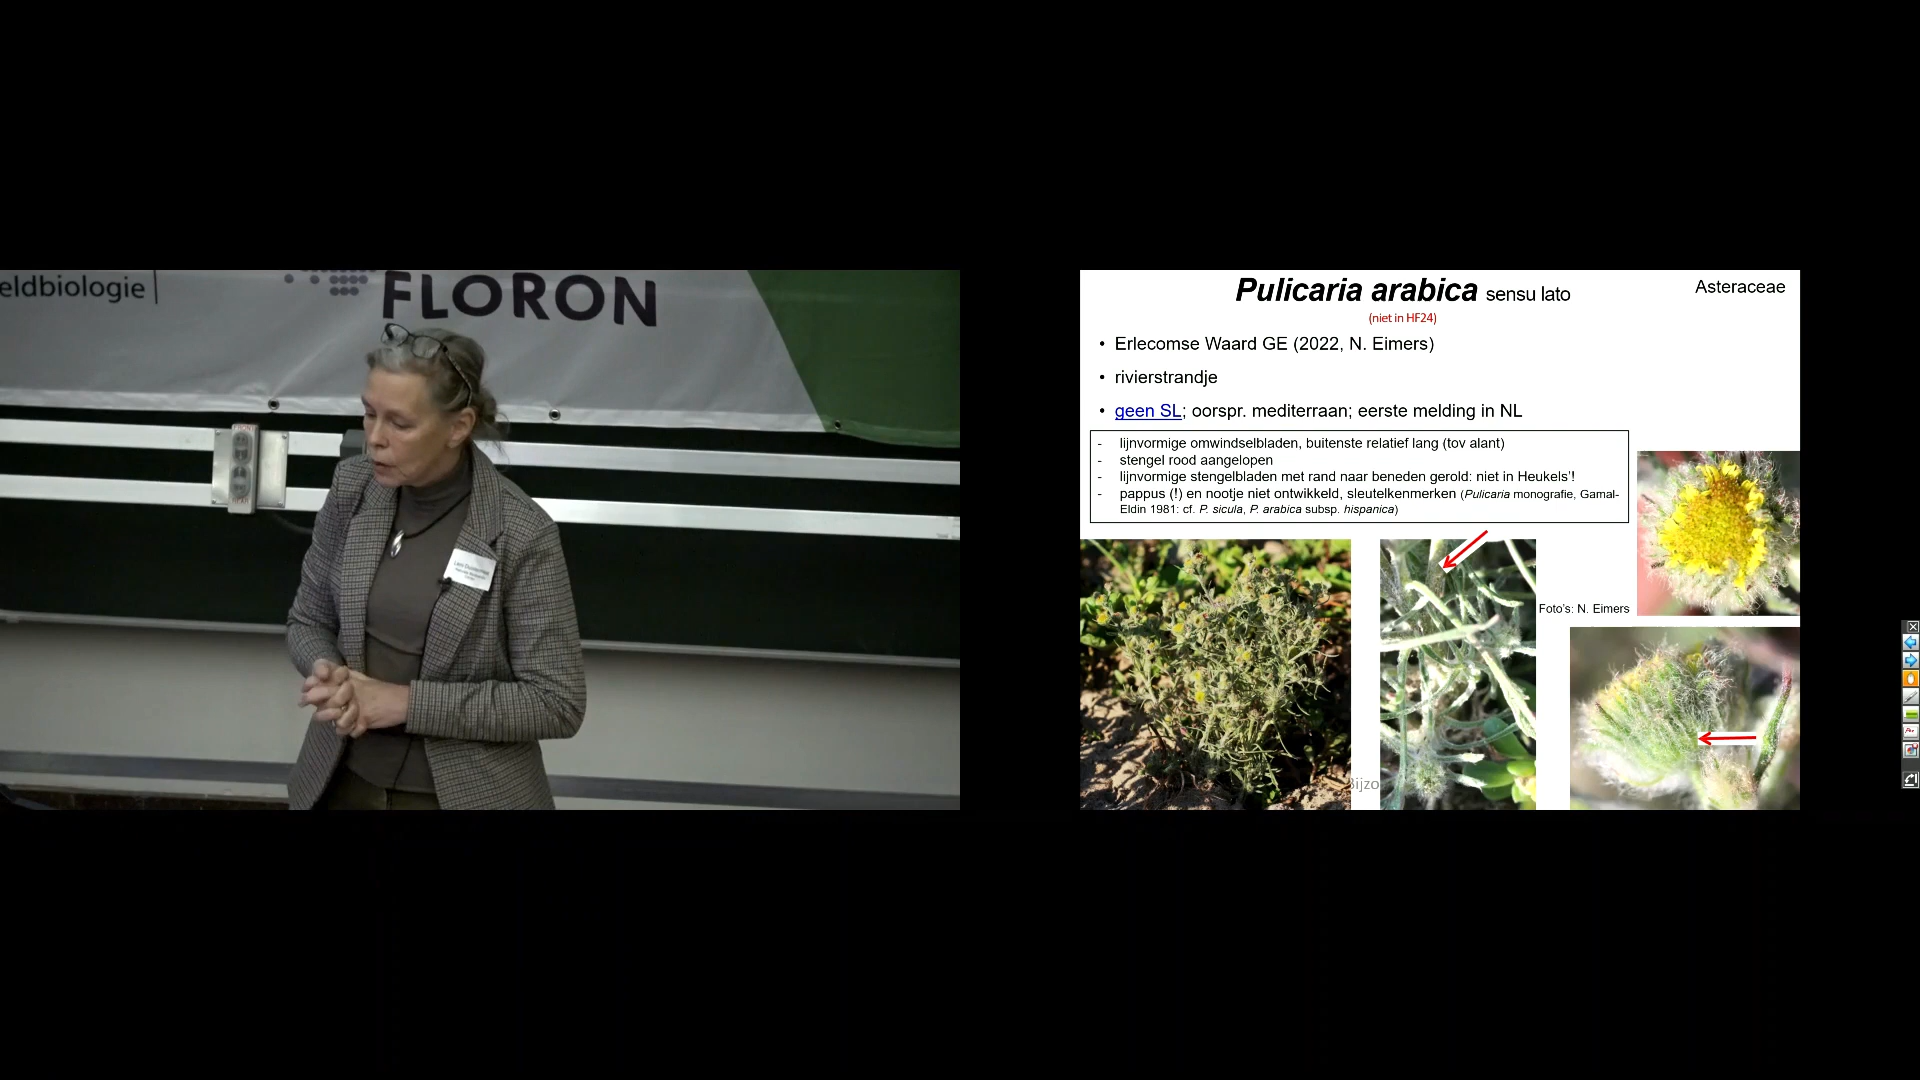 eldbiologie
FLORON
Pulicaria arabica sensu lato
Asteraceae
(niet in HF24)
• Erlecomse Waard GE (2022, N. Eimers)
• rivierstrandje
• geen SL; oorspr. mediterraan; eerste melding in NL
- lijnvormige omwindselbladen, buitenste relatief lang (tov alant)
- stengel rood aangelopen
- lijnvormige stengelbladen met rand naar beneden gerold: niet in Heukels'!
- pappus (!) en nootje niet ontwikkeld, sleutelkenmerken (Pulicaria monografie, Gamal-
Eldin 1981: cf. P. sicula, P. arabica subsp. hispanica)
Foto's: N. Eimers
Bijzo